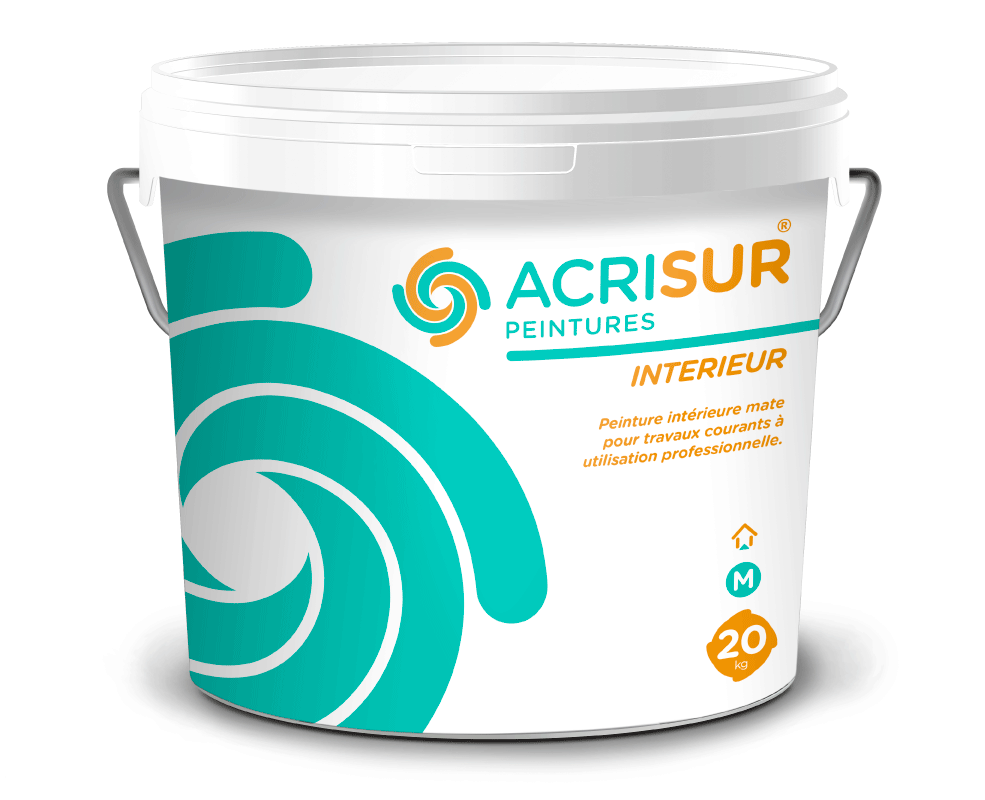 ACRISUR®
PEINTURES
INTERIEUR
Peinture intérieure mate
pour travaux courants à
utilisation professionnelle.
M
20
kg